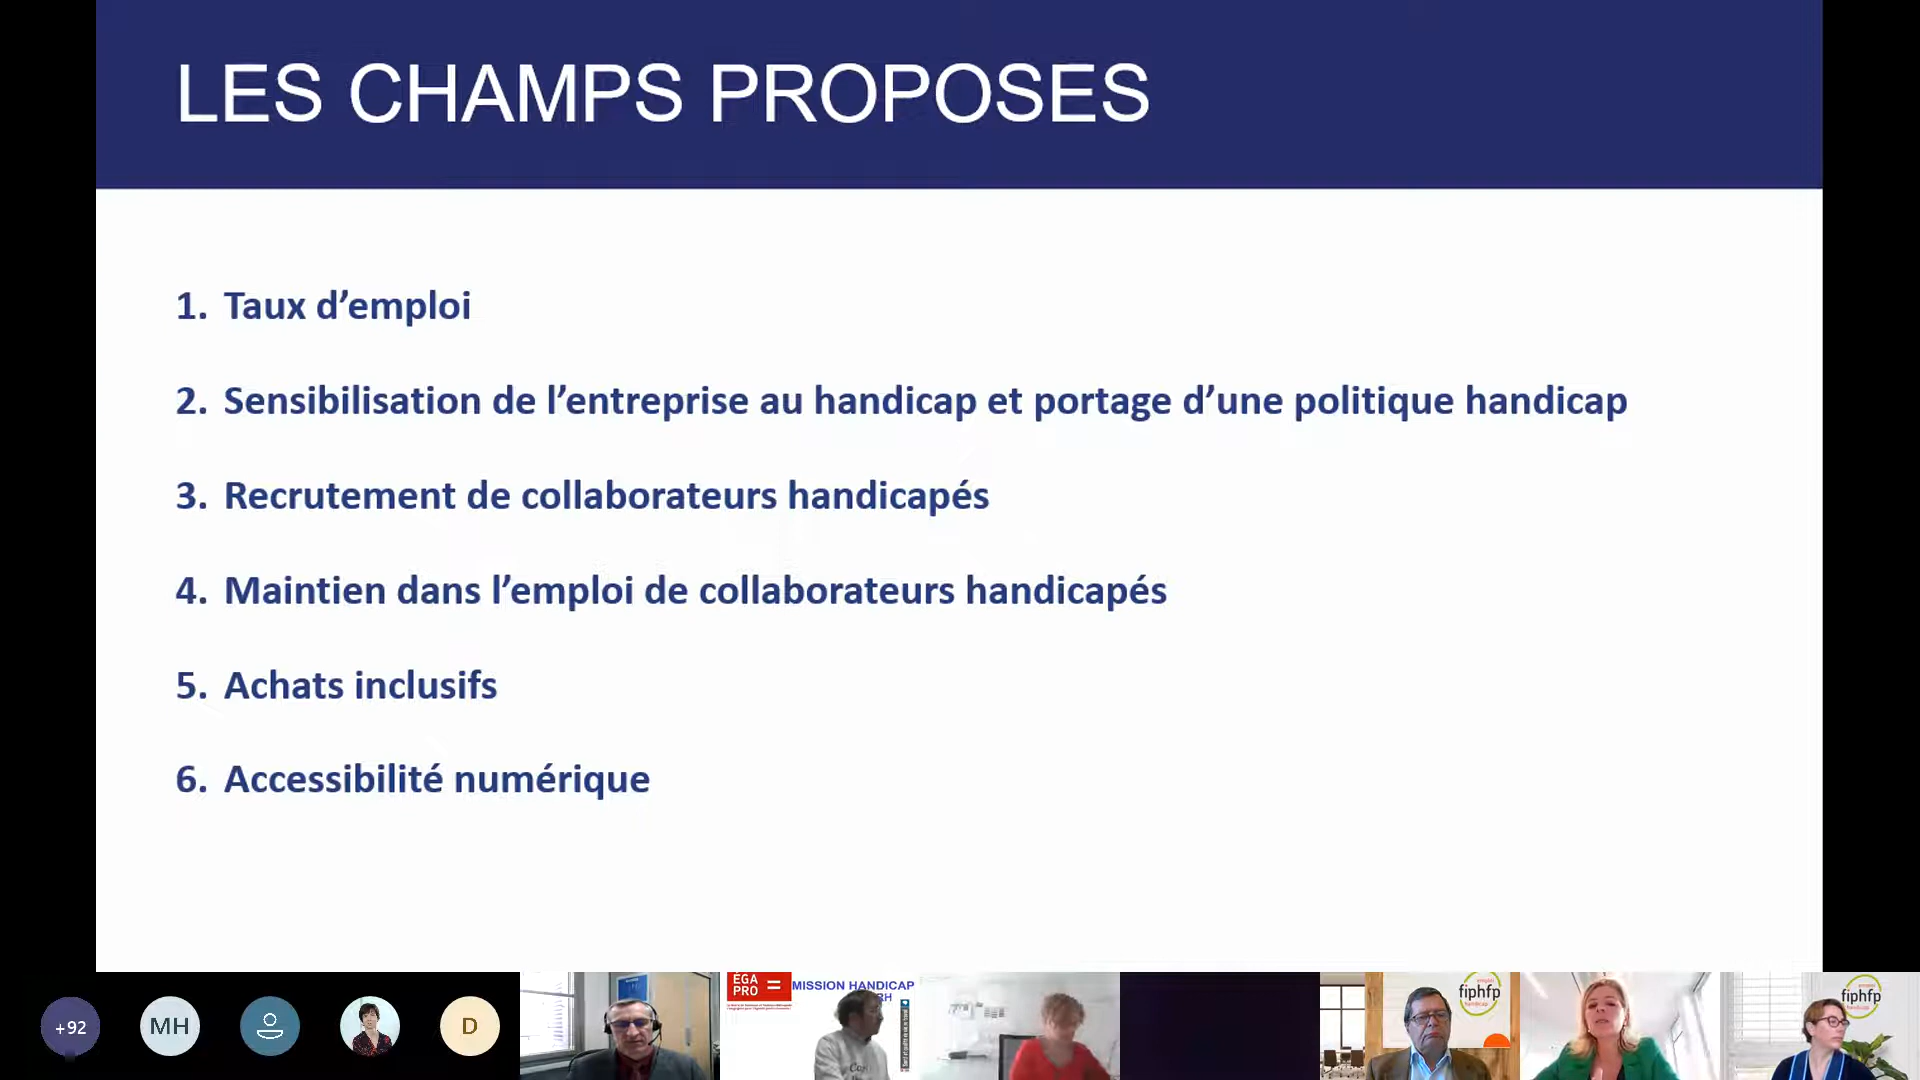 LES CHAMPS PROPOSES
1. Taux d’emploi
2. Sensibilisation de l’entreprise au handicap et portage d’une politique handicap
3. Recrutement de collaborateurs handicapés
4. Maintien dans l’emploi de collaborateurs handicapés
5. Achats inclusifs
6. Accessibilité numérique
+92
MH
D
ÉGA
PRO =
MISSION HANDICAP
RH
fiphfp
fiphfp